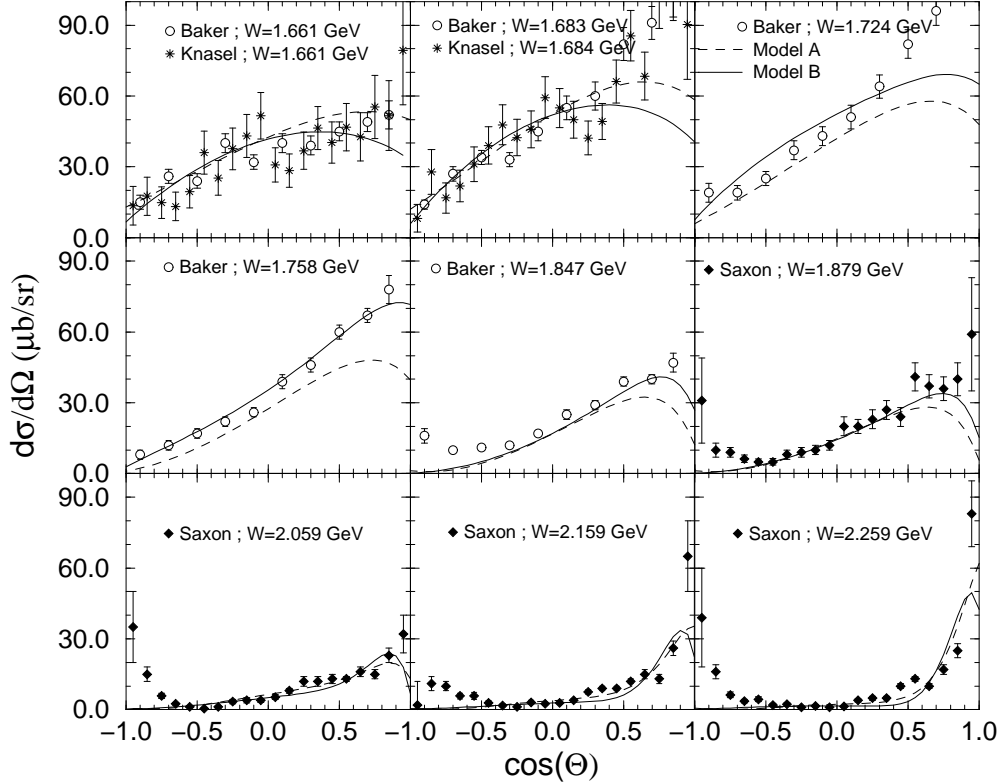 90.0
Baker ; W=1.661 GeV
Knasel ; W=1.661 GeV
Baker ; W=1.683 GeV
Knasel ; W=1.684 GeV
Baker ; W=1.724 GeV
Model A
Model B
60.0
30.0
0.0
90.0
Baker ; W=1.758 GeV
Baker ; W=1.847 GeV
Saxon ; W=1.879 GeV
60.0
30.0
0.0
dσ/dΩ (μb/sr)
90.0
Saxon ; W=2.059 GeV
Saxon ; W=2.159 GeV
Saxon ; W=2.259 GeV
60.0
30.0
0.0
−1.0 −0.5 0.0 0.5 −1.0 −0.5 0.0 0.5 −1.0 −0.5 0.0 0.5 1.0
cos(Θ)